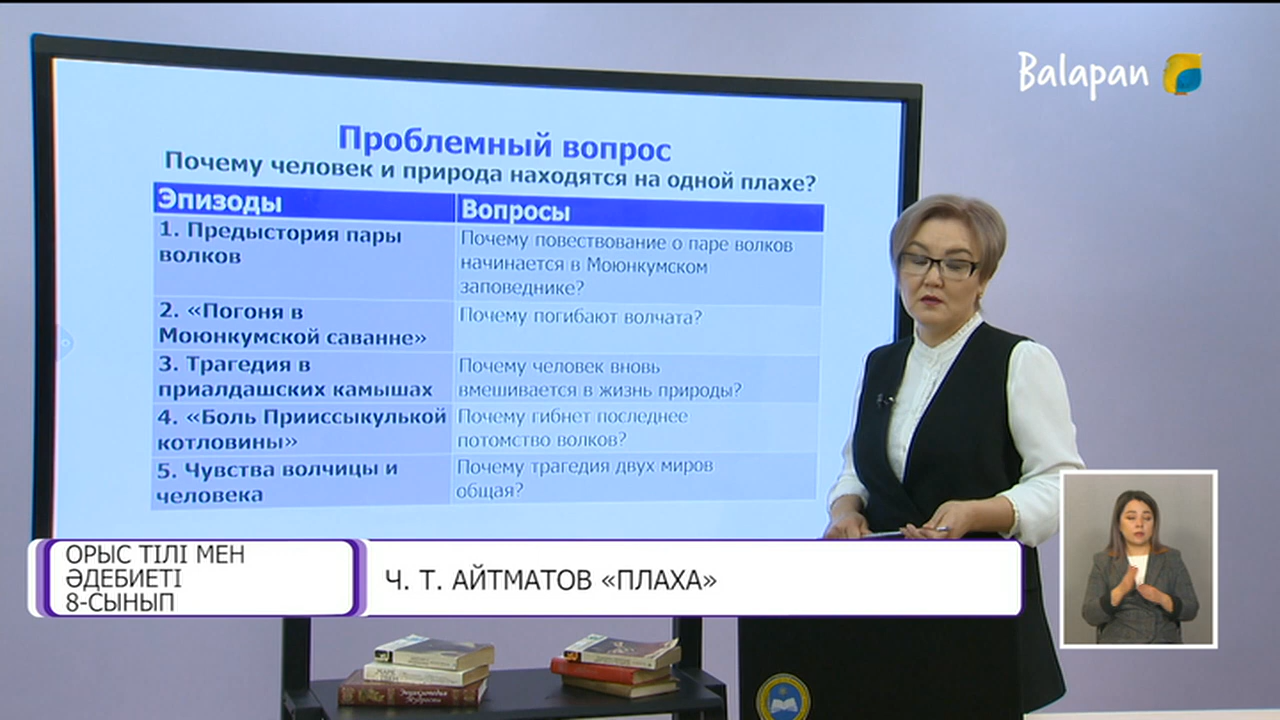 Balapan
Проблемный вопрос
Почему человек и природа находятся на одной плахе?
Эпизоды
Вопросы
1. Предыстория пары
волков
Почему повествование о паре волков
начинается в Моюнкумском
заповеднике?
2. «Погоня в
Моюнкумской саванне»
Почему погибают волчата?
3. Трагедия в
приалдашских камышах
Почему человек вновь
вмешивается в жизнь природы?
4. «Боль Прииссыкулькой
котловины»
Почему гибнет последнее
потомство волков?
5. Чувства волчицы и
человека
Почему трагедия двух миров
общая?
ОРЫС ТІЛІ МЕН
ӘДЕБИЕТІ
8-СЫНЫП
Ч. Т. АЙТМАТОВ «ПЛАХА»
Энциклопедия